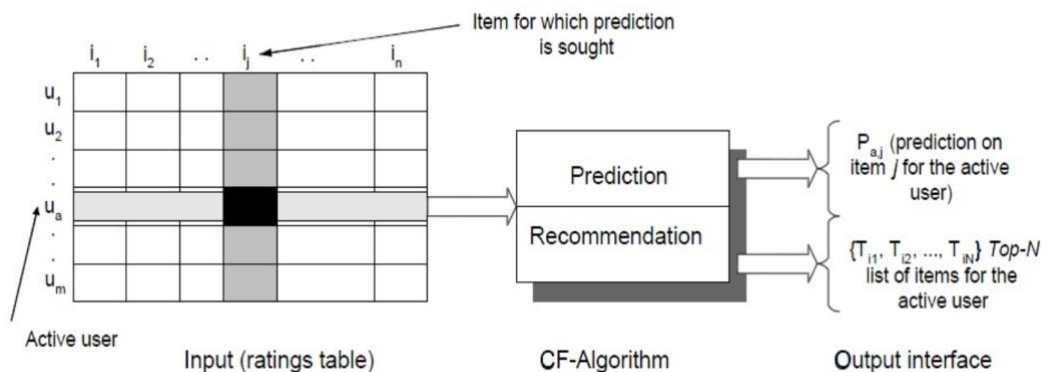 Item for which prediction
is sought
i1 i2 . . ij . . in
u1
u2
.
.
ua
.
.
um
Active user
Input (ratings table)
Prediction
Recommendation
CF-Algorithm
Pa,j (prediction on
item j for the active
user)
{Ti1, Ti2, ..., TiN} Top-N
list of items for the
active user
Output interface